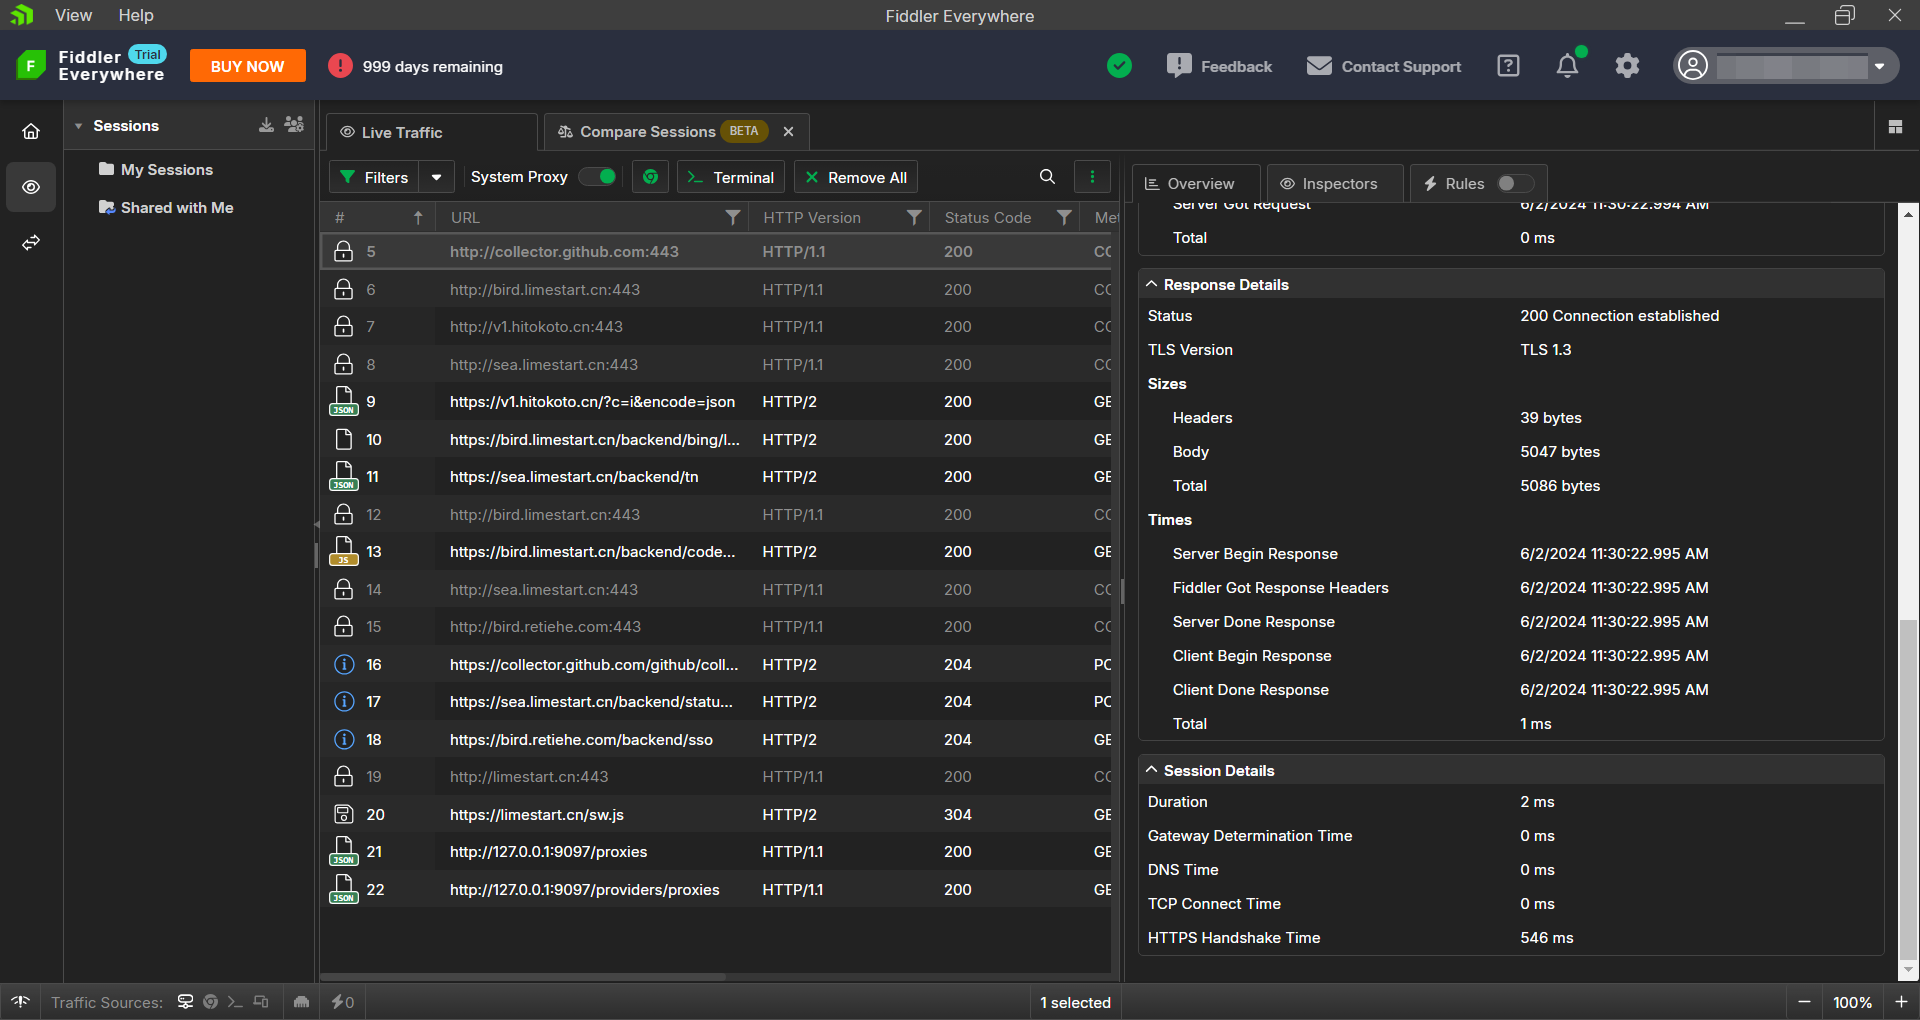 View Help
Fiddler Everywhere
Fiddler Everywhere Trial
BUY NOW
999 days remaining
Feedback
Contact Support
Sessions
My Sessions
Shared with Me
Live Traffic
Compare Sessions BETA
Filters
System Proxy
Terminal
Remove All
# URL HTTP Version Status Code Met
5 http://collector.github.com:443 HTTP/1.1 200 CO
6 http://bird.limestart.cn:443 HTTP/1.1 200 CO
7 http://v1.hitokoto.cn:443 HTTP/1.1 200 CO
8 http://sea.limestart.cn:443 HTTP/1.1 200 CO
JSON 9 https://v1.hitokoto.cn/?c=i&encode=json HTTP/2 200 GE
10 https://bird.limestart.cn/backend/bing/l... HTTP/2 200 GE
JSON 11 https://sea.limestart.cn/backend/tn HTTP/2 200 GE
12 http://bird.limestart.cn:443 HTTP/1.1 200 CO
JS 13 https://bird.limestart.cn/backend/code... HTTP/2 200 GE
14 http://sea.limestart.cn:443 HTTP/1.1 200 CO
15 http://bird.retiehe.com:443 HTTP/1.1 200 CO
16 https://collector.github.com/github/coll... HTTP/2 204 PO
17 https://sea.limestart.cn/backend/statu... HTTP/2 204 PO
18 https://bird.retiehe.com/backend/sso HTTP/2 204 GE
19 http://limestart.cn:443 HTTP/1.1 200 CO
20 https://limestart.cn/sw.js HTTP/2 304 GE
JSON 21 http://127.0.0.1:9097/proxies HTTP/1.1 200 GE
JSON 22 http://127.0.0.1:9097/providers/proxies HTTP/1.1 200 GE
Overview
Inspectors
Rules
Server Got Request 6/2/2024 11:30:22.994 AM
Total 0 ms
Response Details
Status 200 Connection established
TLS Version TLS 1.3
Sizes
Headers 39 bytes
Body 5047 bytes
Total 5086 bytes
Times
Server Begin Response 6/2/2024 11:30:22.995 AM
Fiddler Got Response Headers 6/2/2024 11:30:22.995 AM
Server Done Response 6/2/2024 11:30:22.995 AM
Client Begin Response 6/2/2024 11:30:22.995 AM
Client Done Response 6/2/2024 11:30:22.995 AM
Total 1 ms
Session Details
Duration 2 ms
Gateway Determination Time 0 ms
DNS Time 0 ms
TCP Connect Time 0 ms
HTTPS Handshake Time 546 ms
Traffic Sources:
0
1 selected
100%